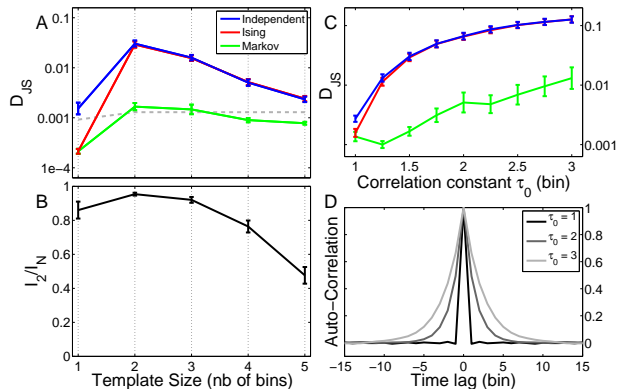 A
Independent
Ising
Markov
0.1
0.01
0.001
1e−4
D_JS
B
1
0.8
0.6
0.4
0.2
0
I_2/I_N
1 2 3 4 5
Template Size (nb of bins)
C
D_JS
0.1
0.01
0.001
1 1.5 2 2.5 3
Correlation constant τ_0 (bin)
D
τ_0 = 1
τ_0 = 2
τ_0 = 3
Auto−Correlation
1
0.8
0.6
0.4
0.2
0
−15 −10 −5 0 5 10 15
Time lag (bin)